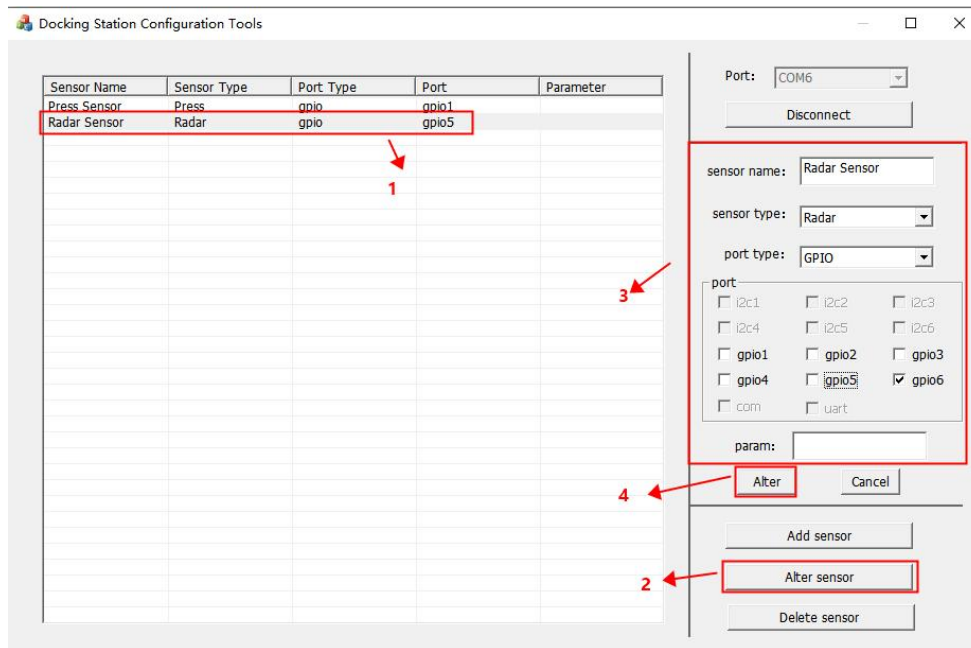 Docking Station Configuration Tools
Sensor Name Sensor Type Port Type Port Parameter
Press Sensor Press gpio gpio1
Radar Sensor Radar gpio gpio5
1
Port: COM6
Disconnect
sensor name: Radar Sensor
sensor type: Radar
port type: GPIO
3
port
i2c1 i2c2 i2c3
i2c4 i2c5 i2c6
gpio1 gpio2 gpio3
gpio4 gpio5 gpio6
com uart
param:
4
Alter Cancel
Add sensor
2
Alter sensor
Delete sensor